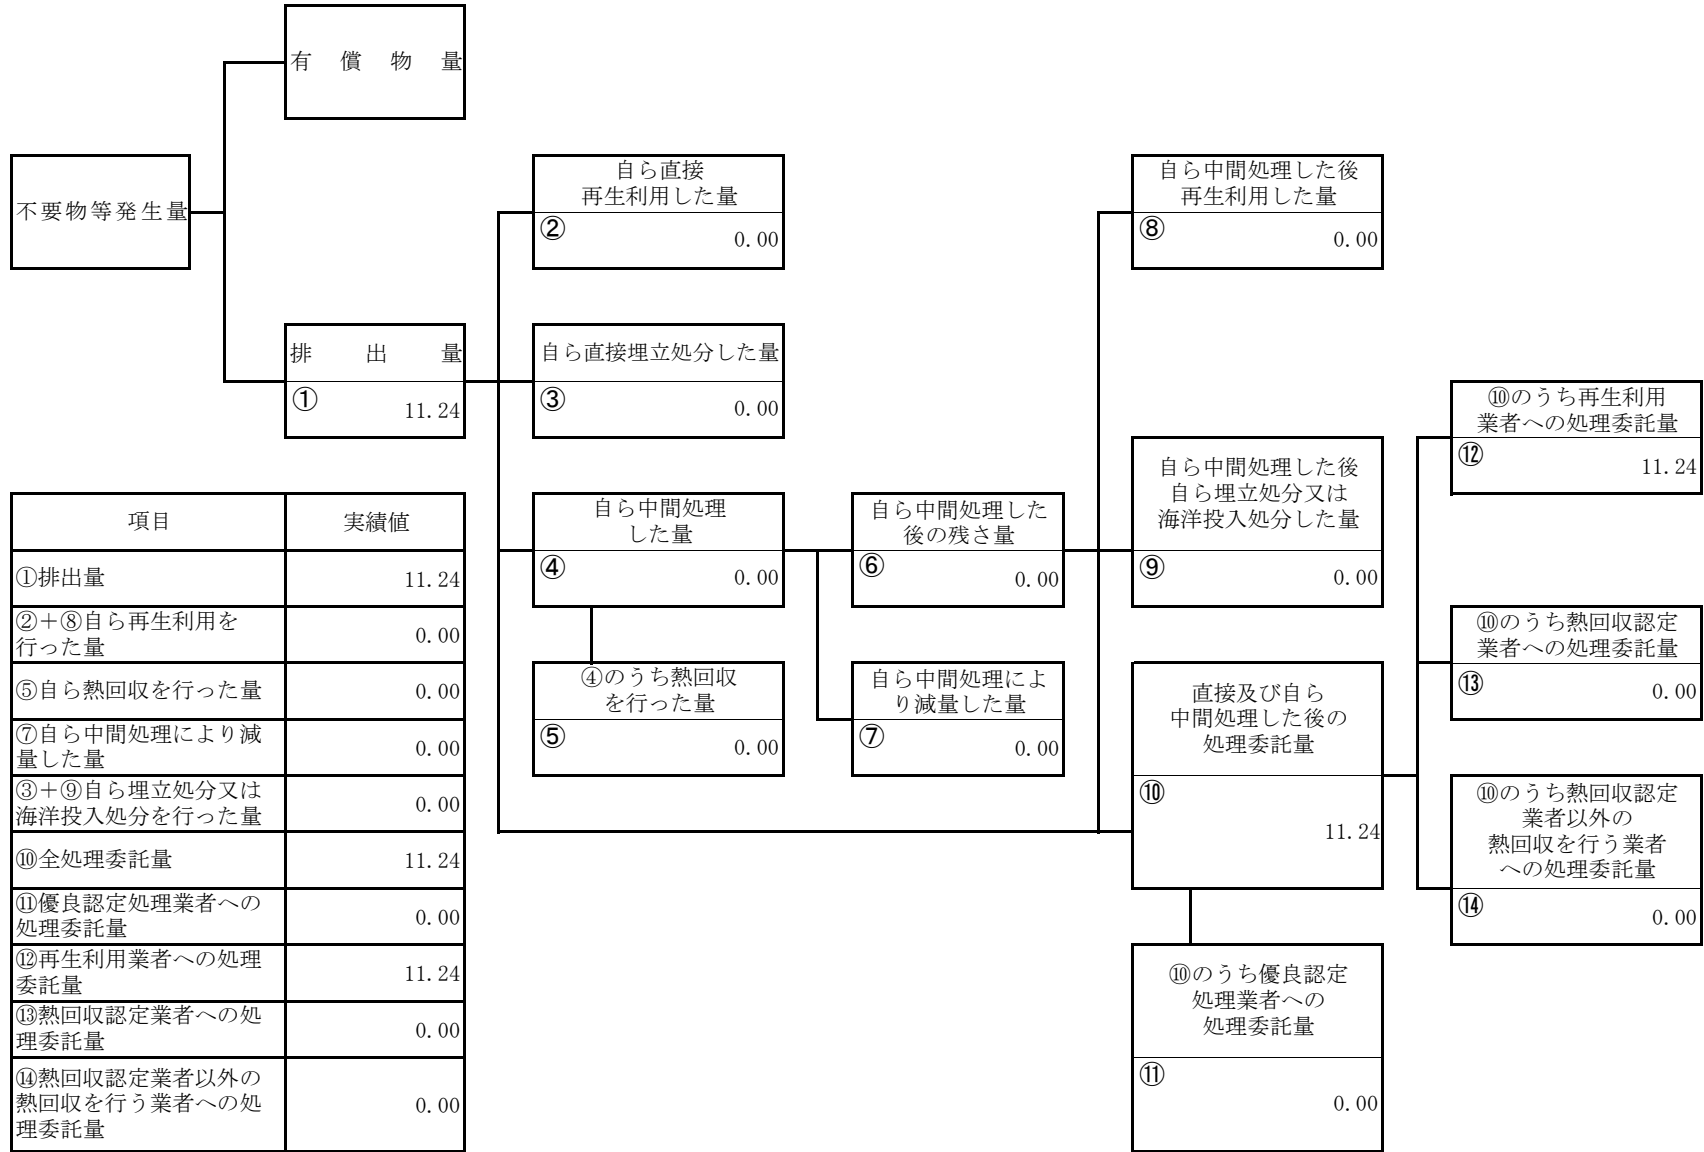 有償物量
不要物等発生量
自ら直接
再生利用した量
②
0.00
自ら中間処理した後
再生利用した量
⑧
0.00
排出量
①
11.24
自ら直接埋立処分した量
③
0.00
⑩のうち再生利用
業者への処理委託量
⑫
11.24
自ら中間処理
した量
④
0.00
自ら中間処理した
後の残さ量
⑥
0.00
自ら中間処理した後
自ら埋立処分又は
海洋投入処分した量
⑨
0.00
⑩のうち熱回収認定
業者への処理委託量
⑬
0.00
④のうち熱回収
を行った量
⑤
0.00
自ら中間処理によ
り減量した量
⑦
0.00
直接及び自ら
中間処理した後の
処理委託量
⑩
11.24
⑩のうち熱回収認定
業者以外の
熱回収を行う業者
への処理委託量
⑭
0.00
⑩のうち優良認定
処理業者への
処理委託量
⑪
0.00
項目 実績値
①排出量 11.24
②＋⑧自ら再生利用を
行った量 0.00
⑤自ら熱回収を行った量 0.00
⑦自ら中間処理により減
量した量 0.00
③＋⑨自ら埋立処分又は
海洋投入処分を行った量 0.00
⑩全処理委託量 11.24
⑪優良認定処理業者への
処理委託量 0.00
⑫再生利用業者への処理
委託量 11.24
⑬熱回収認定業者への処
理委託量 0.00
⑭熱回収認定業者以外の
熱回収を行う業者への処
理委託量 0.00